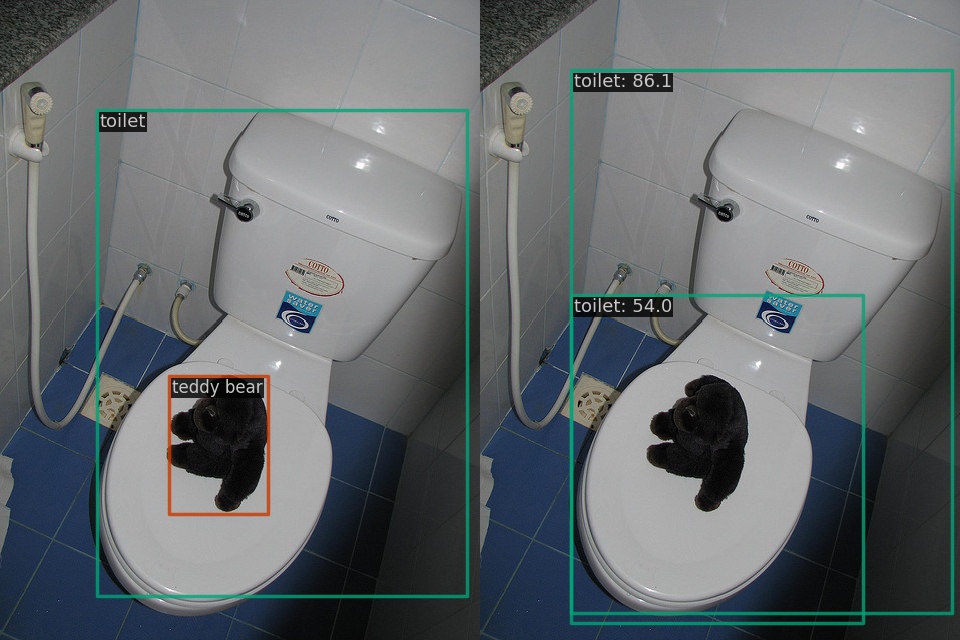 toilet
teddy bear
COTTO
COTTO
water
saver
toilet: 86.1
toilet: 54.0
COTTO
COTTO
water
saver